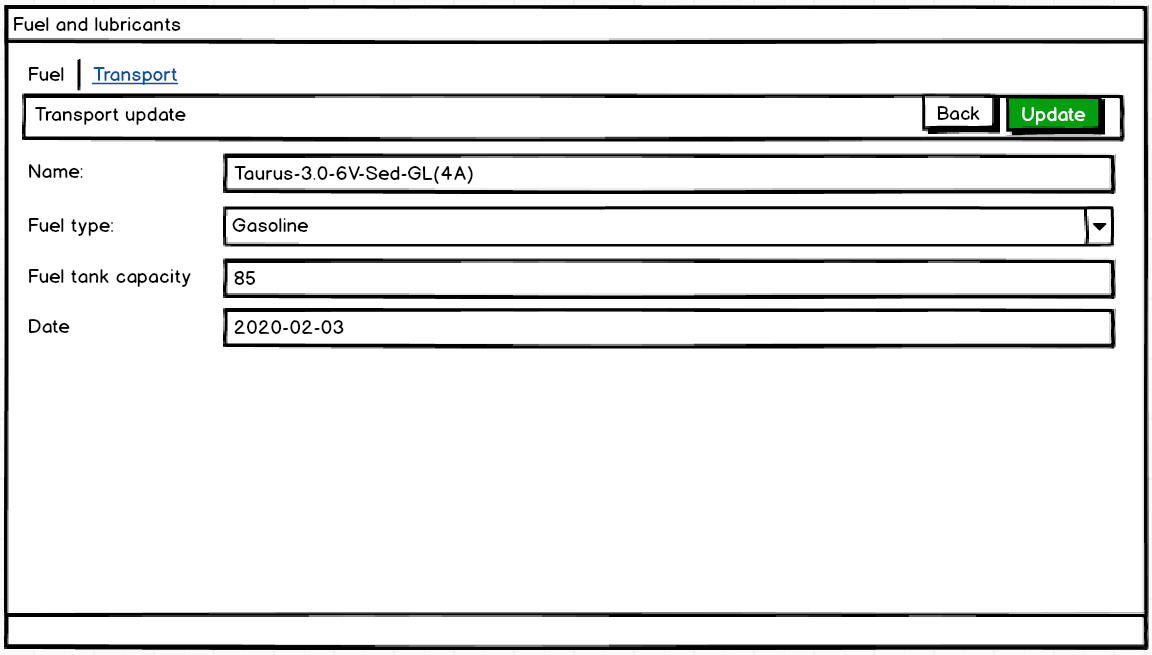 Fuel and lubricants
Fuel Transport
Transport update Back Update
Name: Taurus-3.0-6V-Sed-GL(4A)
Fuel type: Gasoline
Fuel tank capacity 85
Date 2020-02-03